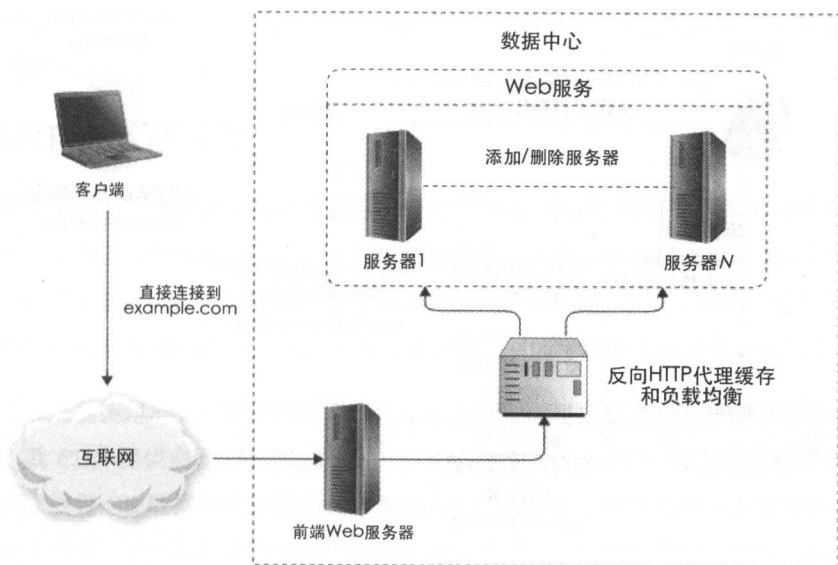 数据中心
Web服务
添加/删除服务器
服务器1
服务器N
客户端
直接连接到
example.com
反向HTTP代理缓存
和负载均衡
互联网
前端Web服务器